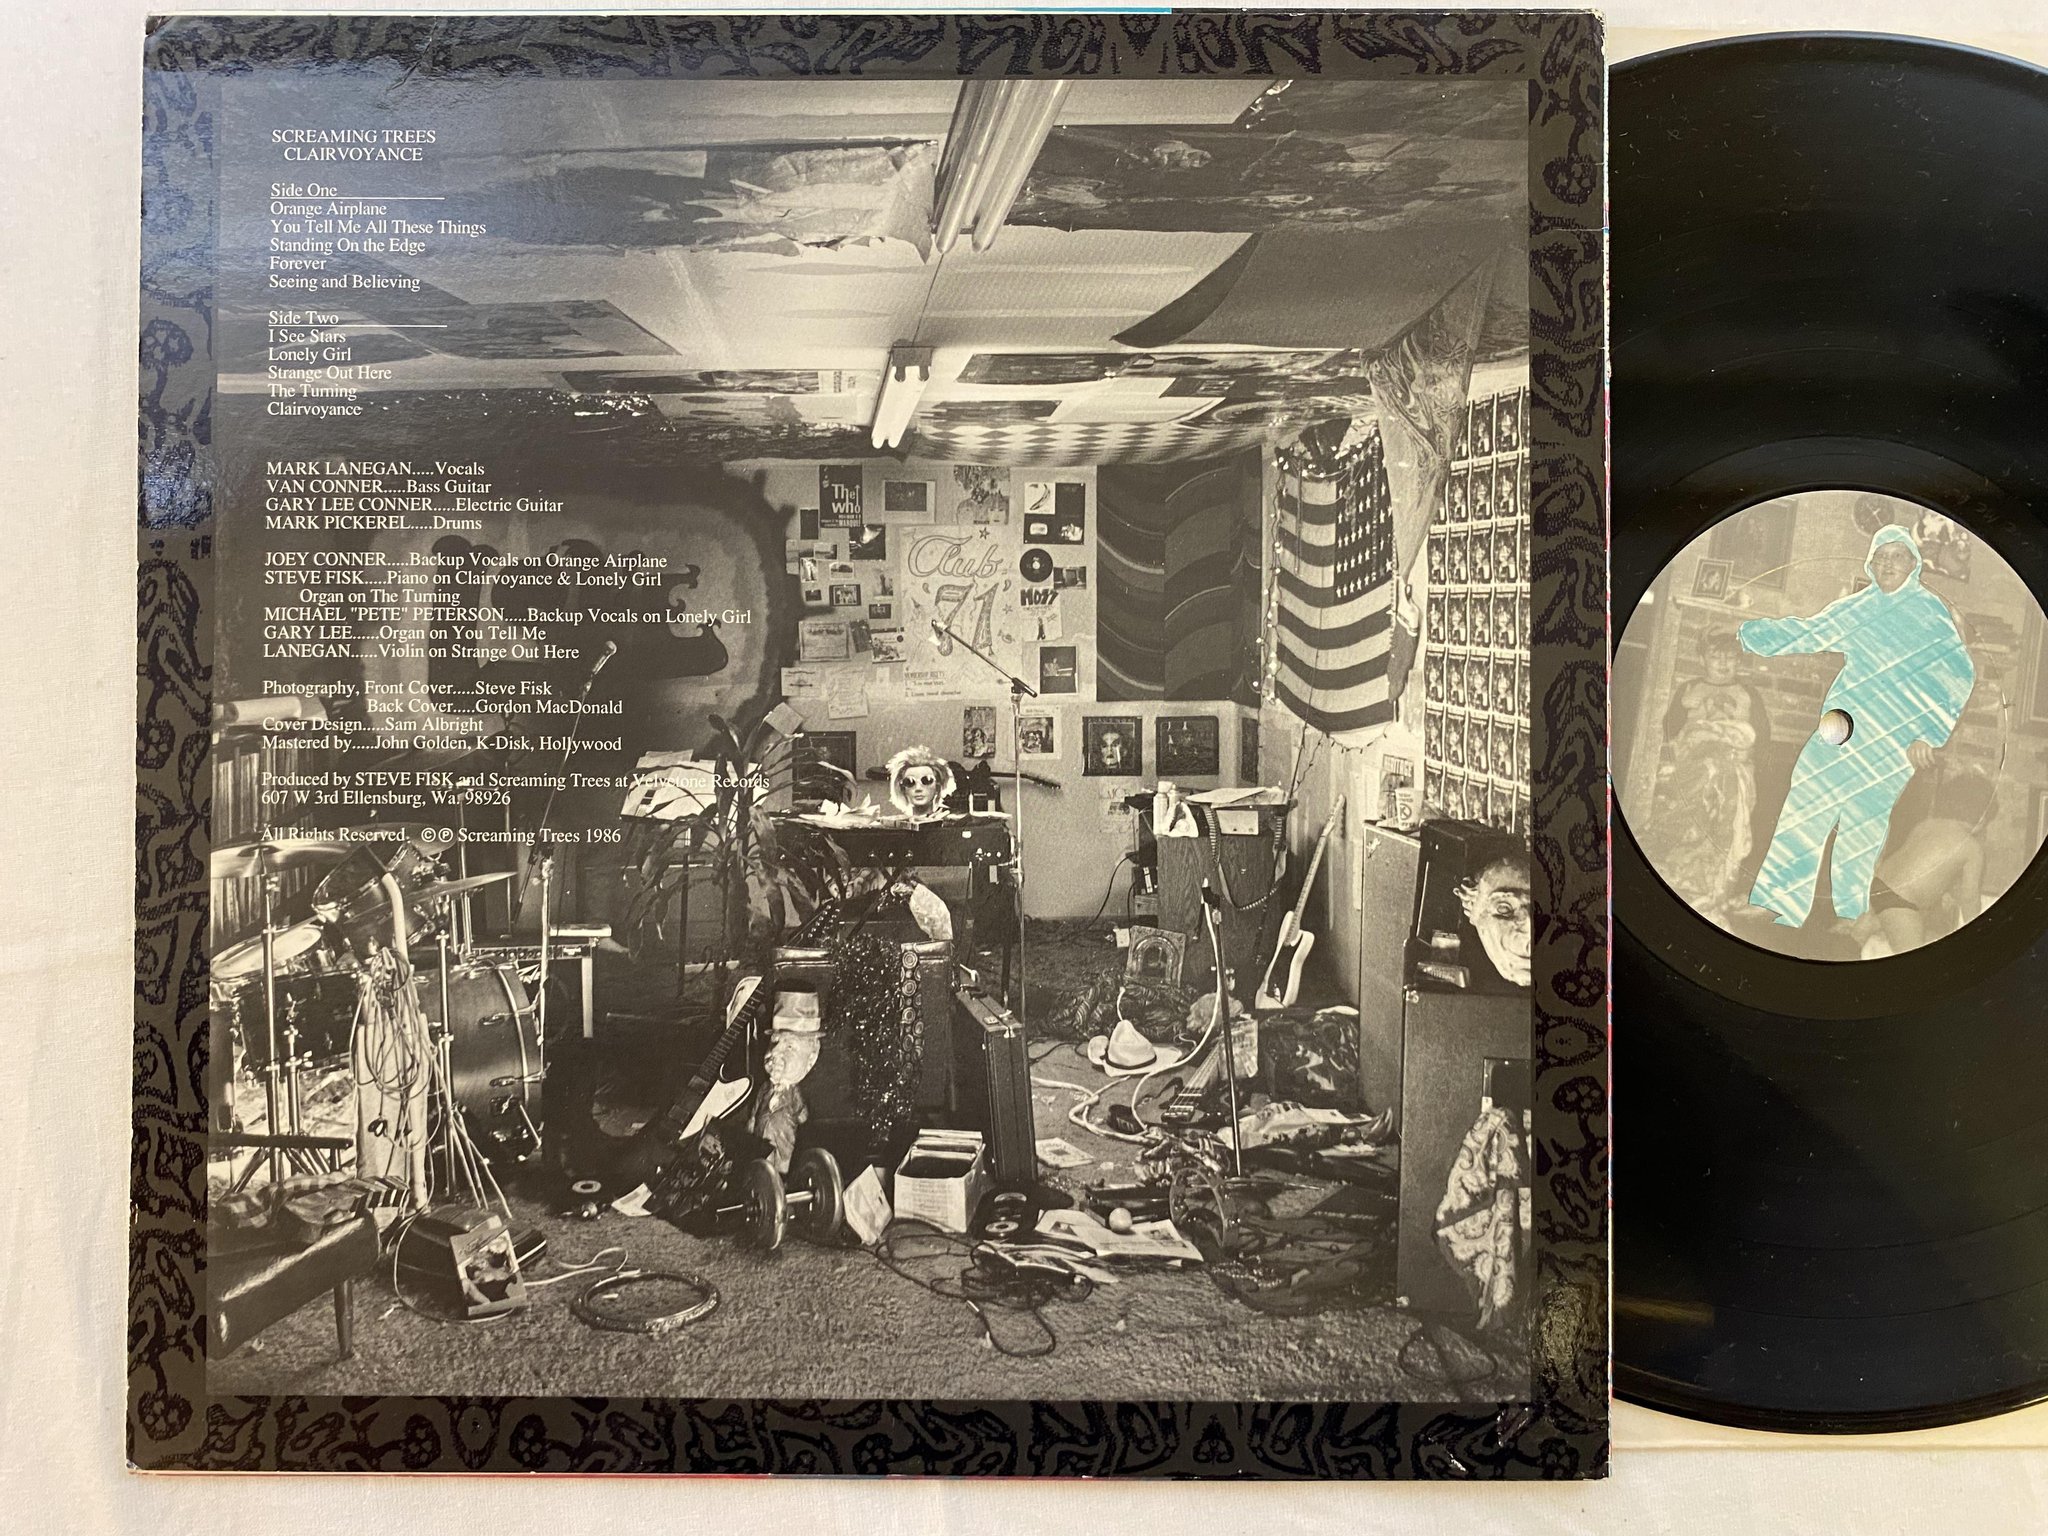 SCREAMING TREES
CLAIRVOYANCE
Side One
Orange Airplane
You Tell Me All These Things
Standing On the Edge
Forever
Seeing and Believing
Side Two
I See Stars
Lonely Girl
Strange Out Here
The Turning
Clairvoyance
MARK LANEGAN.....Vocals
VAN CONNER.....Bass Guitar
GARY LEE CONNER.....Electric Guitar
MARK PICKEREL.....Drums
JOEY CONNER.....Backup Vocals on Orange Airplane
STEVE FISK.....Piano on Clairvoyance & Lonely Girl
Organ on The Turning
MICHAEL "PETE" PETERSON.....Backup Vocals on Lonely Girl
GARY LEE......Organ on You Tell Me
LANEGAN......Violin on Strange Out Here
Photography, Front Cover.....Steve Fisk
Back Cover.....Gordon MacDonald
Cover Design.....Sam Albright
Mastered by.....John Golden, K-Disk, Hollywood
Produced by STEVE FISK and Screaming Trees at Velvetone Records
607 W 3rd Ellensburg, Wa. 98926
All Rights Reserved. ©℗ Screaming Trees 1986
The
Who
Club
'71'